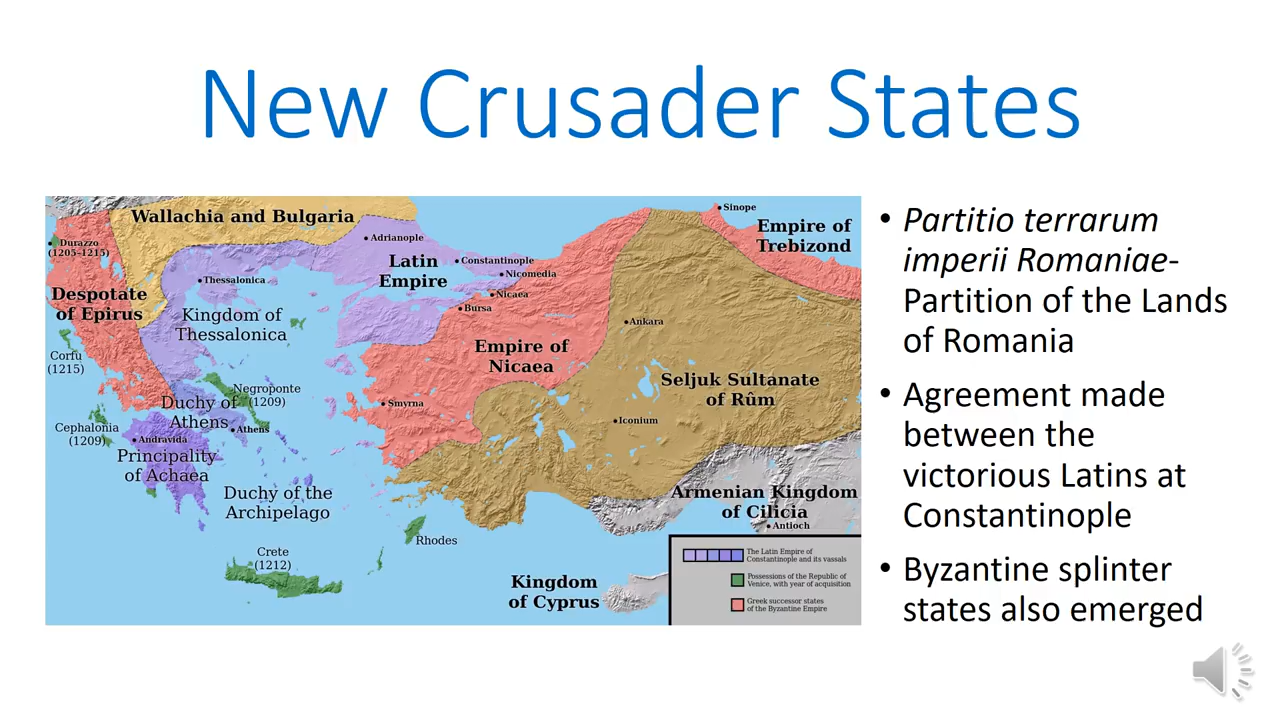 New Crusader States
Wallachia and Bulgaria
Durazzo
(1205–1215)
Despotate
of Epirus
Corfu
(1215)
Cephalonia
(1209)
Thessalonica
Kingdom of
Thessalonica
Adrianople
Latin
Empire
Constantinople
Nicomedia
Nicaea
Bursa
Sinope
Empire of
Trebizond
Ankara
Empire of
Nicaea
Seljuk Sultanate
of Rûm
Smyrna
Iconium
Negroponte
(1209)
Duchy of
Athens
Athens
Andravida
Principality
of Achaea
Duchy of the
Archipelago
Rhodes
Crete
(1212)
Armenian Kingdom
of Cilicia
Antioch
Kingdom
of Cyprus
The Latin Empire of
Constantinople and its vassals
Possessions of the Republic of
Venice, with year of acquisition
Greek successor states
of the Byzantine Empire
• Partitio terrarum
imperii Romaniae-
Partition of the Lands
of Romania
• Agreement made
between the
victorious Latins at
Constantinople
• Byzantine splinter
states also emerged